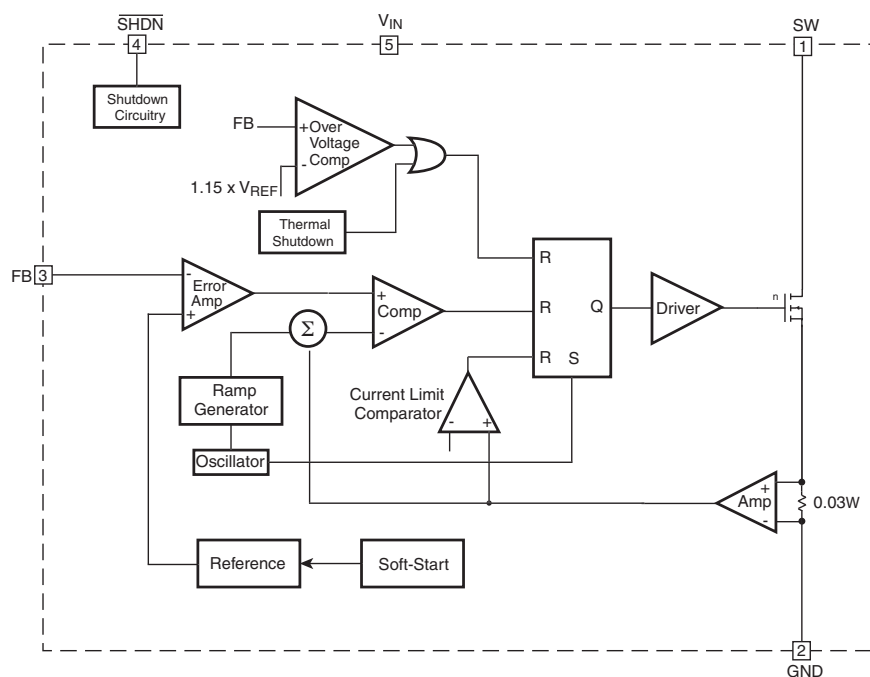 SHDN
4
VIN
5
SW
1
Shutdown
Circuitry
FB
+
Over
Voltage
Comp
-
1.15 x VREF
Thermal
Shutdown
FB
3
-
Error
Amp
+
+
Comp
-
Σ
R
R
R
S
Q
Driver
n
Ramp
Generator
Current Limit
Comparator
-
+
Oscillator
+
Amp
-
0.03W
Reference
Soft-Start
2
GND